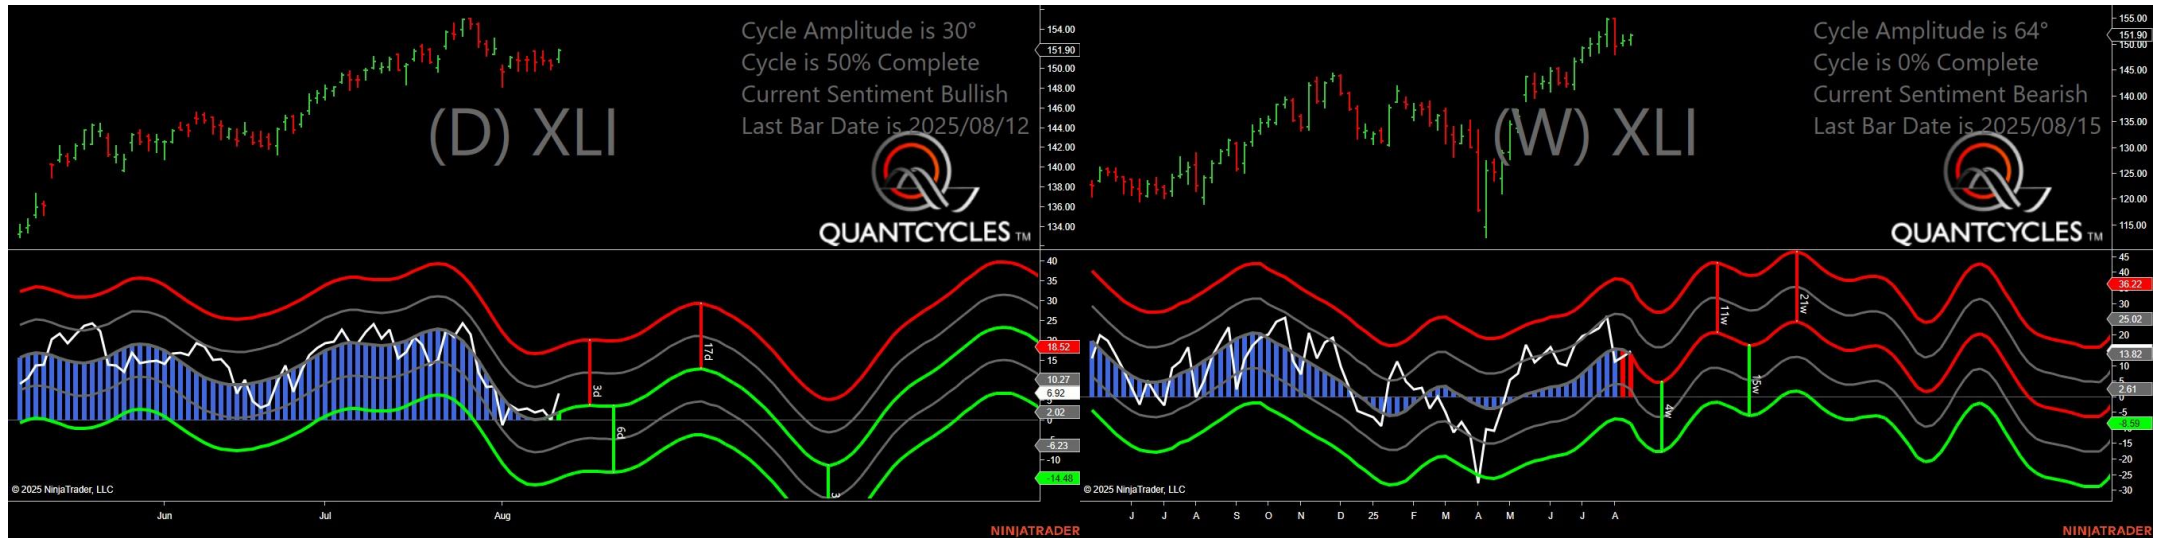 (D) XLI
Cycle Amplitude is 30°
Cycle is 50% Complete
Current Sentiment Bullish
Last Bar Date is 2025/08/12
QUANTCYCLES TM
154.00
151.90
150.00
148.00
146.00
144.00
142.00
140.00
138.00
136.00
134.00
40
35
30
25
18.52
15
10.27
6.92
2.02
0
-6.23
-10
-14.48
3d
6d
17d
3
© 2025 NinjaTrader, LLC
Jun
Jul
Aug
NINJATRADER
(W) XLI
Cycle Amplitude is 64°
Cycle is 0% Complete
Current Sentiment Bearish
Last Bar Date is 2025/08/15
QUANTCYCLES TM
155.00
151.90
150.00
145.00
140.00
135.00
130.00
125.00
120.00
115.00
45
40
36.22
30
25.02
20
13.82
10
5
2.61
0
-5
-8.59
-15
-20
-25
-30
4w
11w
15w
21w
© 2025 NinjaTrader, LLC
J
J
A
S
O
N
D
25
F
M
A
M
J
J
A
NINJATRADER